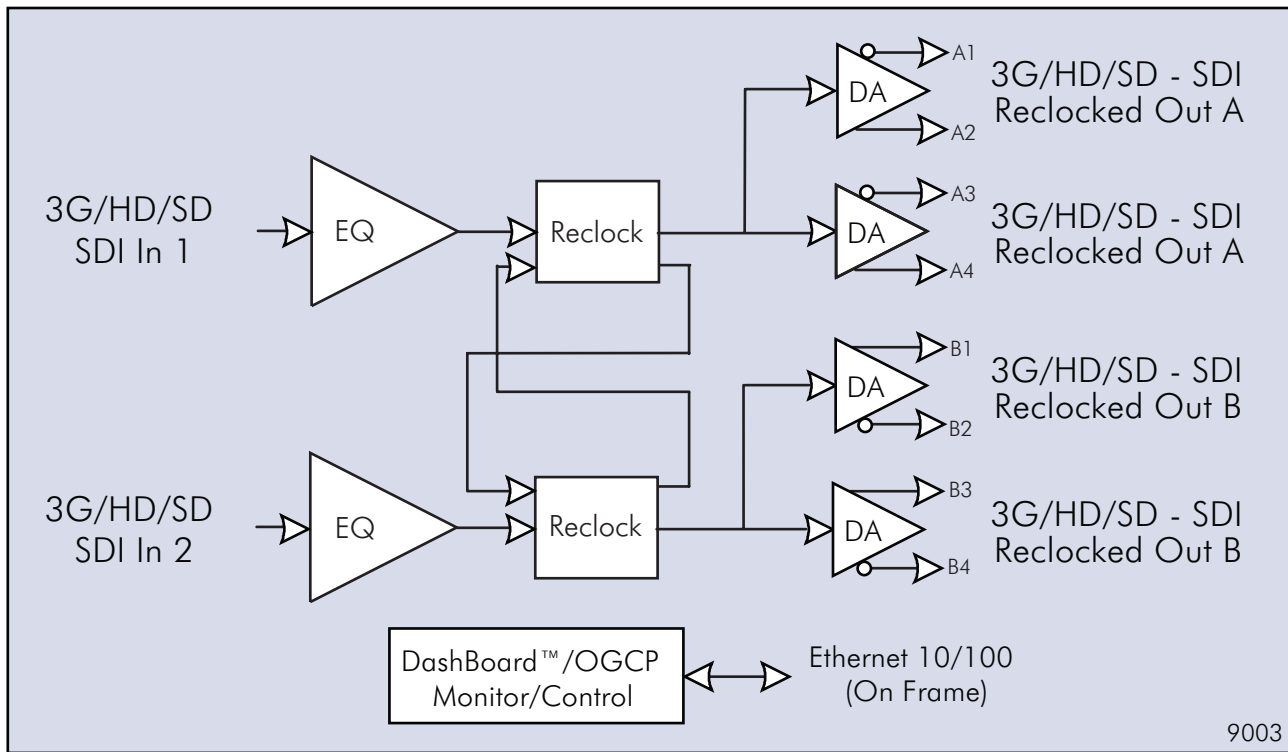 A1
3G/HD/SD - SDI
Reclocked Out A
DA
A2
3G/HD/SD
SDI In 1
EQ
Reclock
A3
3G/HD/SD - SDI
Reclocked Out A
DA
A4
B1
3G/HD/SD - SDI
Reclocked Out B
DA
B2
3G/HD/SD
SDI In 2
EQ
Reclock
B3
3G/HD/SD - SDI
Reclocked Out B
DA
B4
DashBoard™/OGCP
Monitor/Control
Ethernet 10/100
(On Frame)
9003